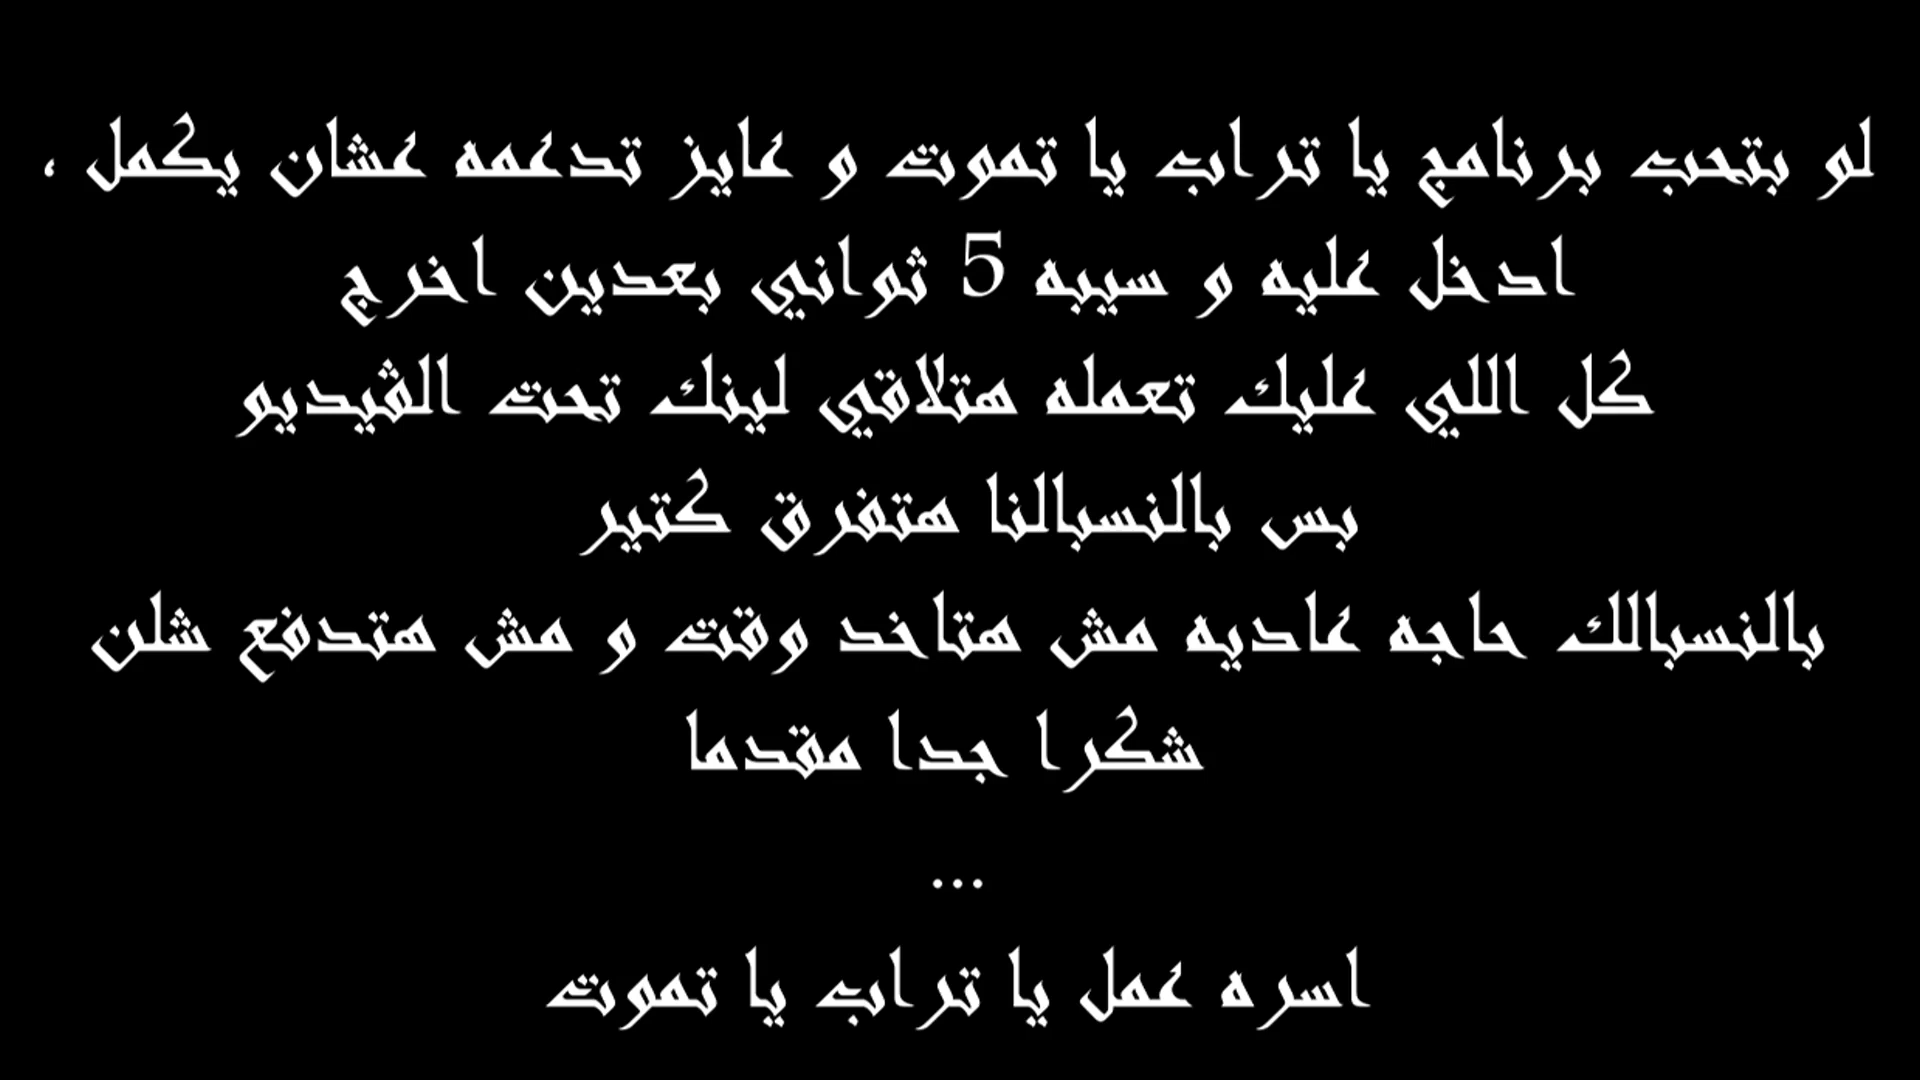 لو بتحب برنامج يا تراب يا تموت و عايز تدعمه عشان يكمل ،
ادخل عليه و سيبه 5 ثواني بعدين اخرج
كل اللي عليك تعمله هتلاقي لينك تحت الڤيديو
بس بالنسبالنا هتفرق كتير
بالنسبالك حاجه عاديه مش هتاخد وقت و مش هتدفع شلن
شكرا جدا مقدما
...
اسره عمل يا تراب يا تموت